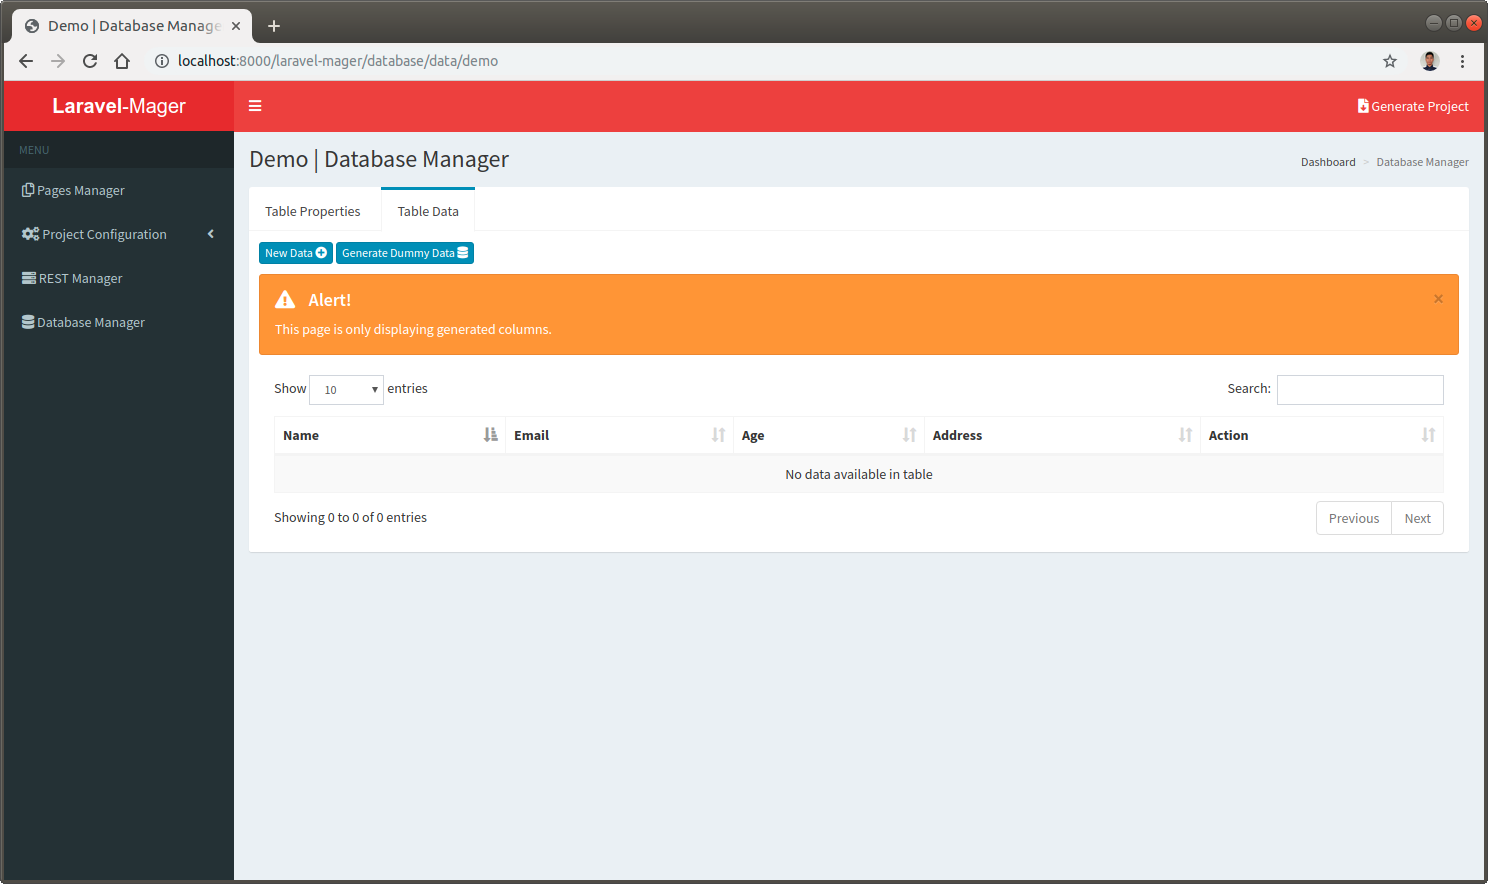 Demo | Database Manage
localhost:8000/laravel-mager/database/data/demo
Laravel-Mager
Generate Project
MENU
Pages Manager
Project Configuration
REST Manager
Database Manager
Demo | Database Manager
Dashboard > Database Manager
Table Properties
Table Data
New Data
Generate Dummy Data
Alert!
×
This page is only displaying generated columns.
Show 10 entries
Search:
Name Email Age Address Action
No data available in table
Showing 0 to 0 of 0 entries
Previous Next